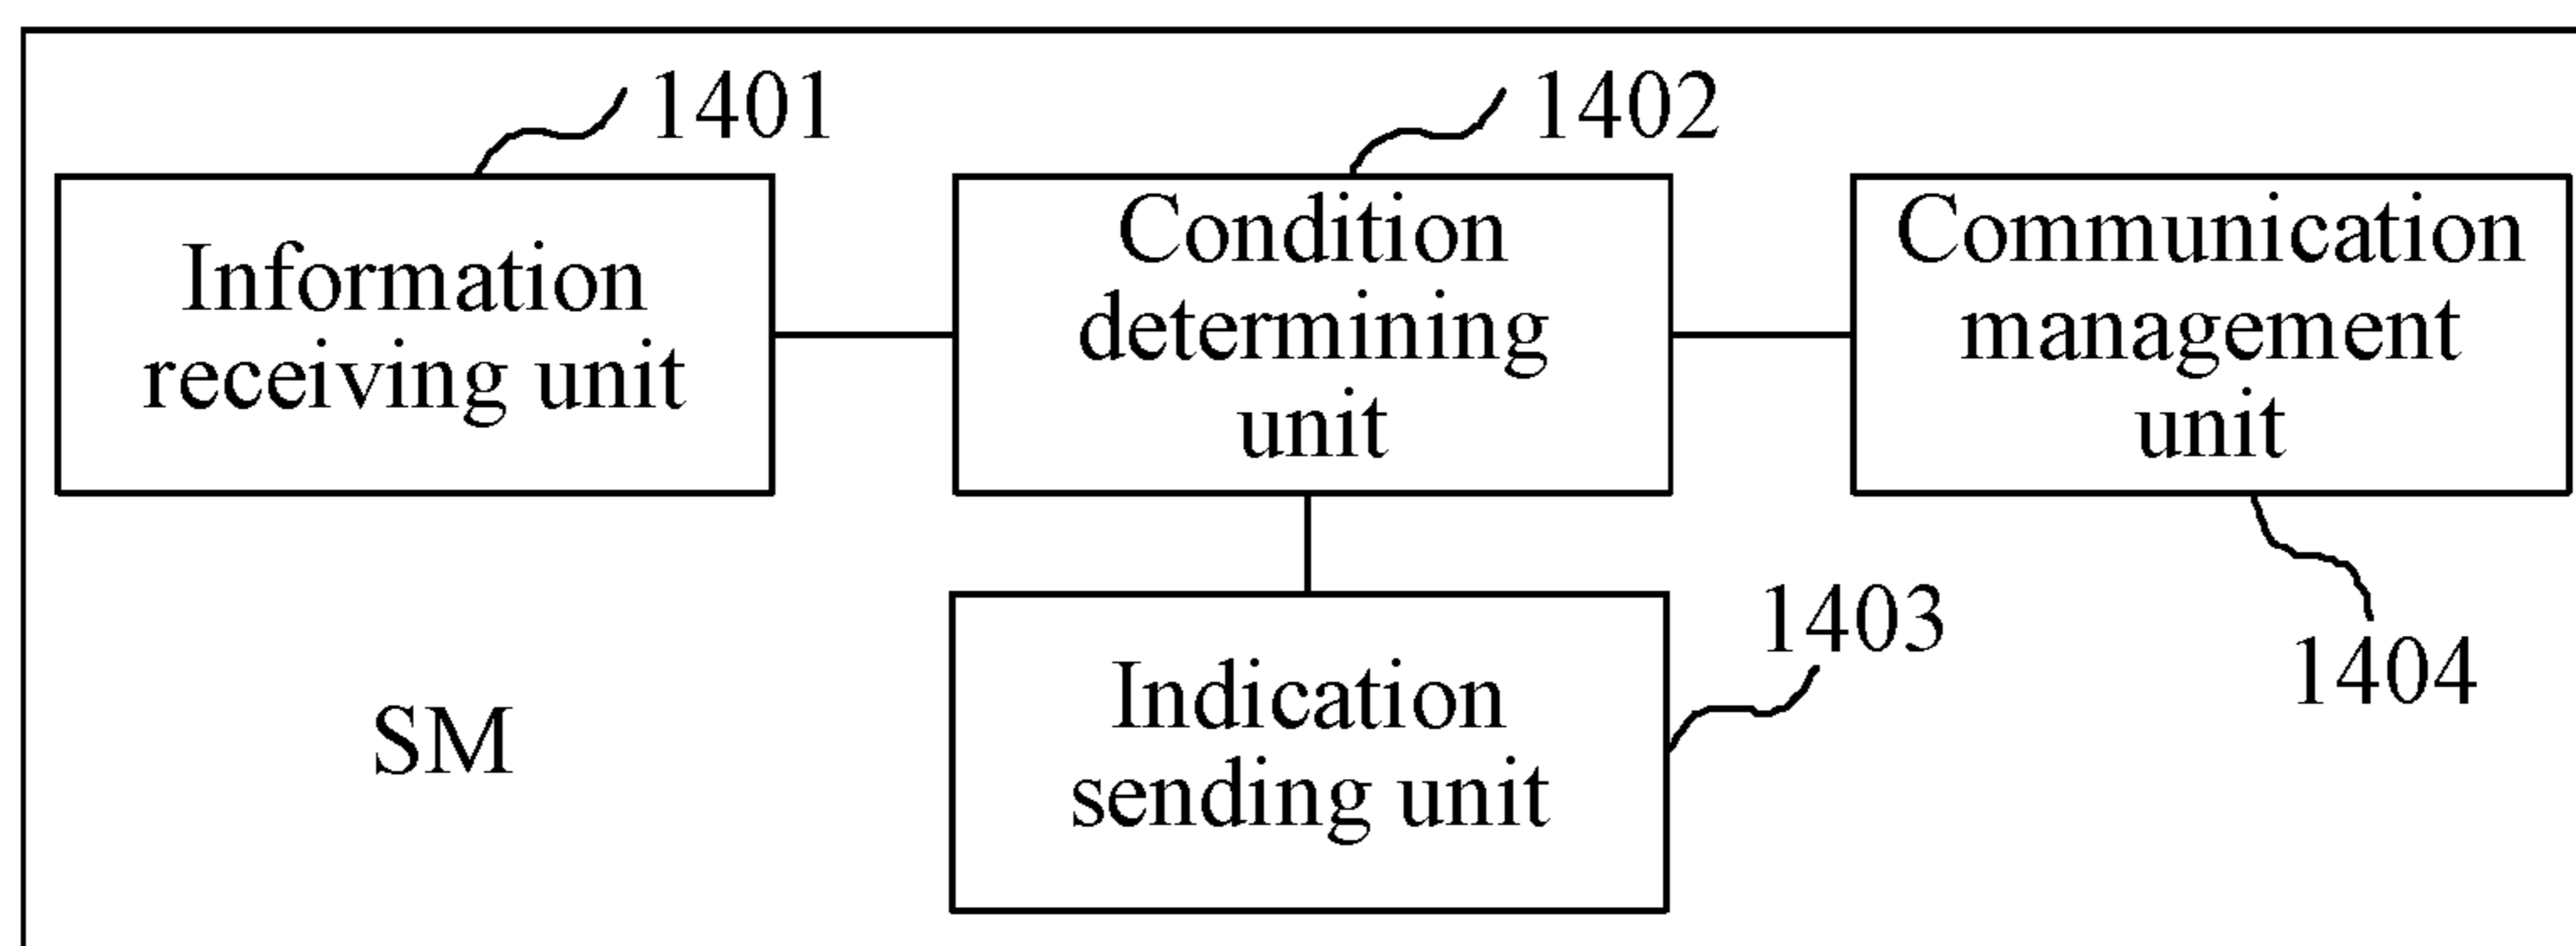 1401
1402
Information
receiving unit
Condition
determining
unit
Communication
management
unit
1403
1404
Indication
sending unit
SM